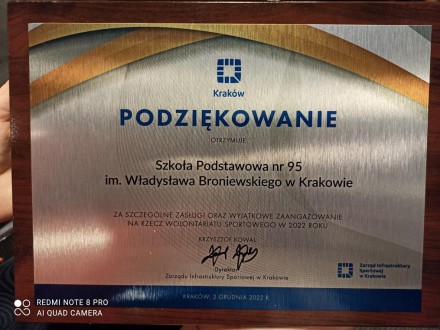 Kraków
PODZIĘKOWANIE
OTRZYMUJE
Szkoła Podstawowa nr 95
im. Władysława Broniewskiego w Krakowie
ZA SZCZEGÓLNE ZASŁUGI ORAZ WYJĄTKOWE ZAANGAŻOWANIE
NA RZECZ WOLONTARIATU SPORTOWEGO W 2022 ROKU
KRZYSZTOF KOWAL
Dyrektor
Zarządu Infrastruktury Sportowej w Krakowie
Zarząd Infrastruktury
Sportowej
w Krakowie
KRAKÓW, 2 GRUDNIA 2022 R.
REDMI NOTE 8 PRO
AI QUAD CAMERA